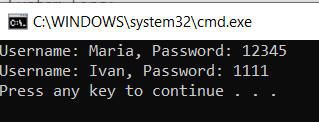 C:\WINDOWS\system32\cmd.exe
Username: Maria, Password: 12345
Username: Ivan, Password: 1111
Press any key to continue . . .